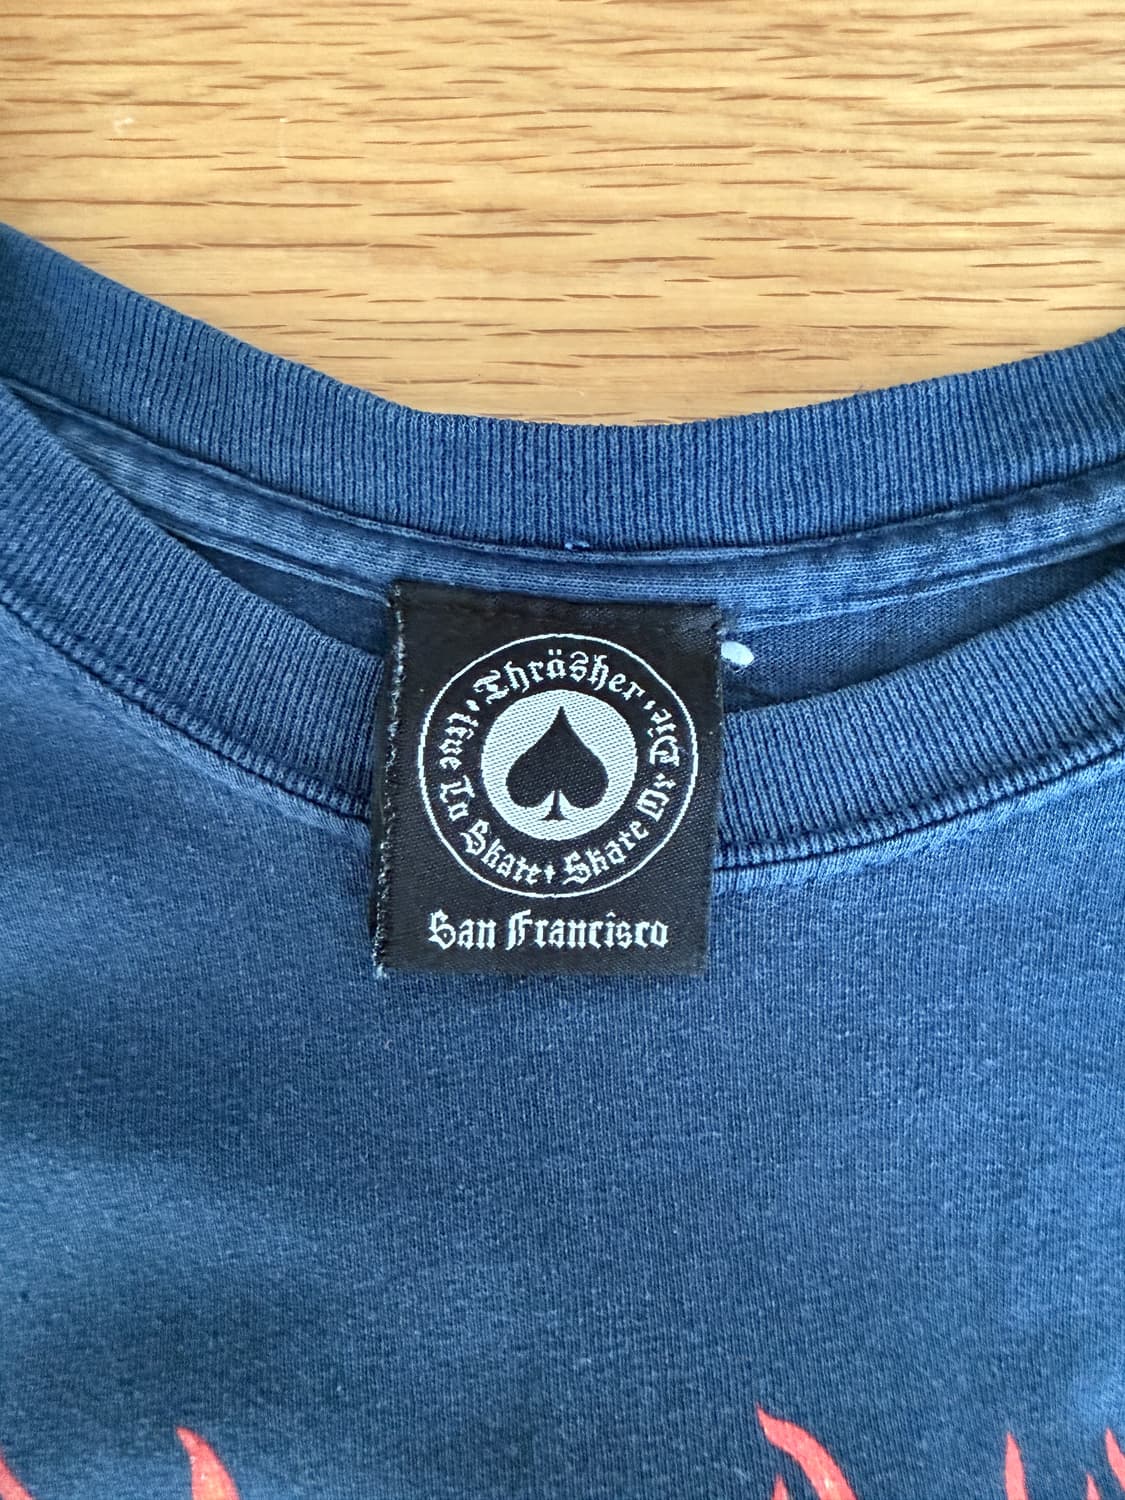 Thräsher
Skate Or Die
Live To Skate
San Francisco